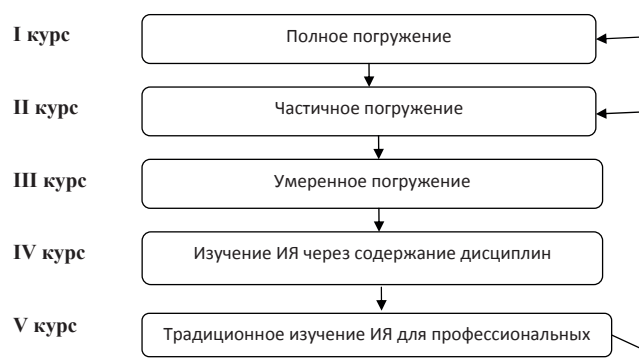 I курс
Полное погружение
II курс
Частичное погружение
III курс
Умеренное погружение
IV курс
Изучение ИЯ через содержание дисциплин
V курс
Традиционное изучение ИЯ для профессиональных